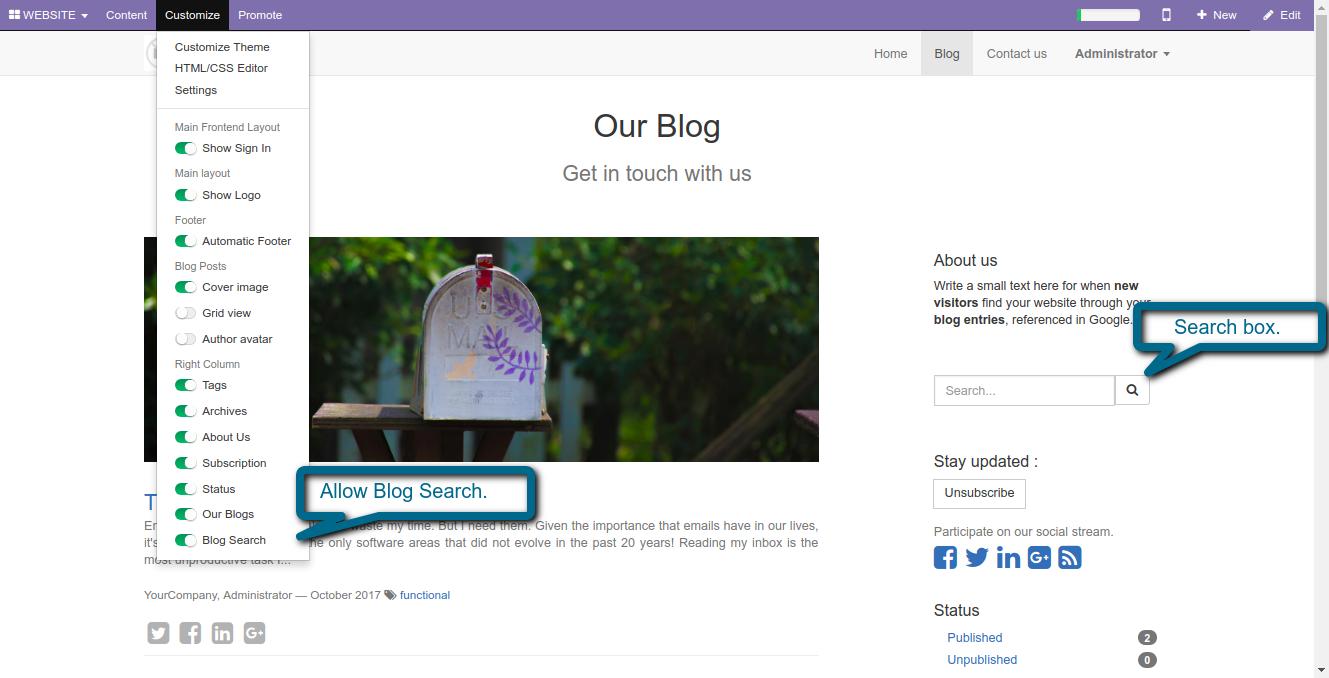 WEBSITE Content Customize Promote New Edit
Customize Theme
HTML/CSS Editor
Settings
Main Frontend Layout
Show Sign In
Main layout
Show Logo
Footer
Automatic Footer
Blog Posts
Cover image
Grid view
Author avatar
Right Column
Tags
Archives
About Us
Subscription
Status
Our Blogs
Blog Search
Home Blog Contact us Administrator
Our Blog
Get in touch with us
US
MAIL
Allow Blog Search.
waste my time. But I need them. Given the importance that emails have in our lives,
it's he only software areas that did not evolve in the past 20 years! Reading my inbox is the
most unproductive task I...
YourCompany, Administrator — October 2017 functional
About us
Write a small text here for when new
visitors find your website through your
blog entries, referenced in Google.
Search box.
Search...
Stay updated :
Unsubscribe
Participate on our social stream.
Status
Published 2
Unpublished 0